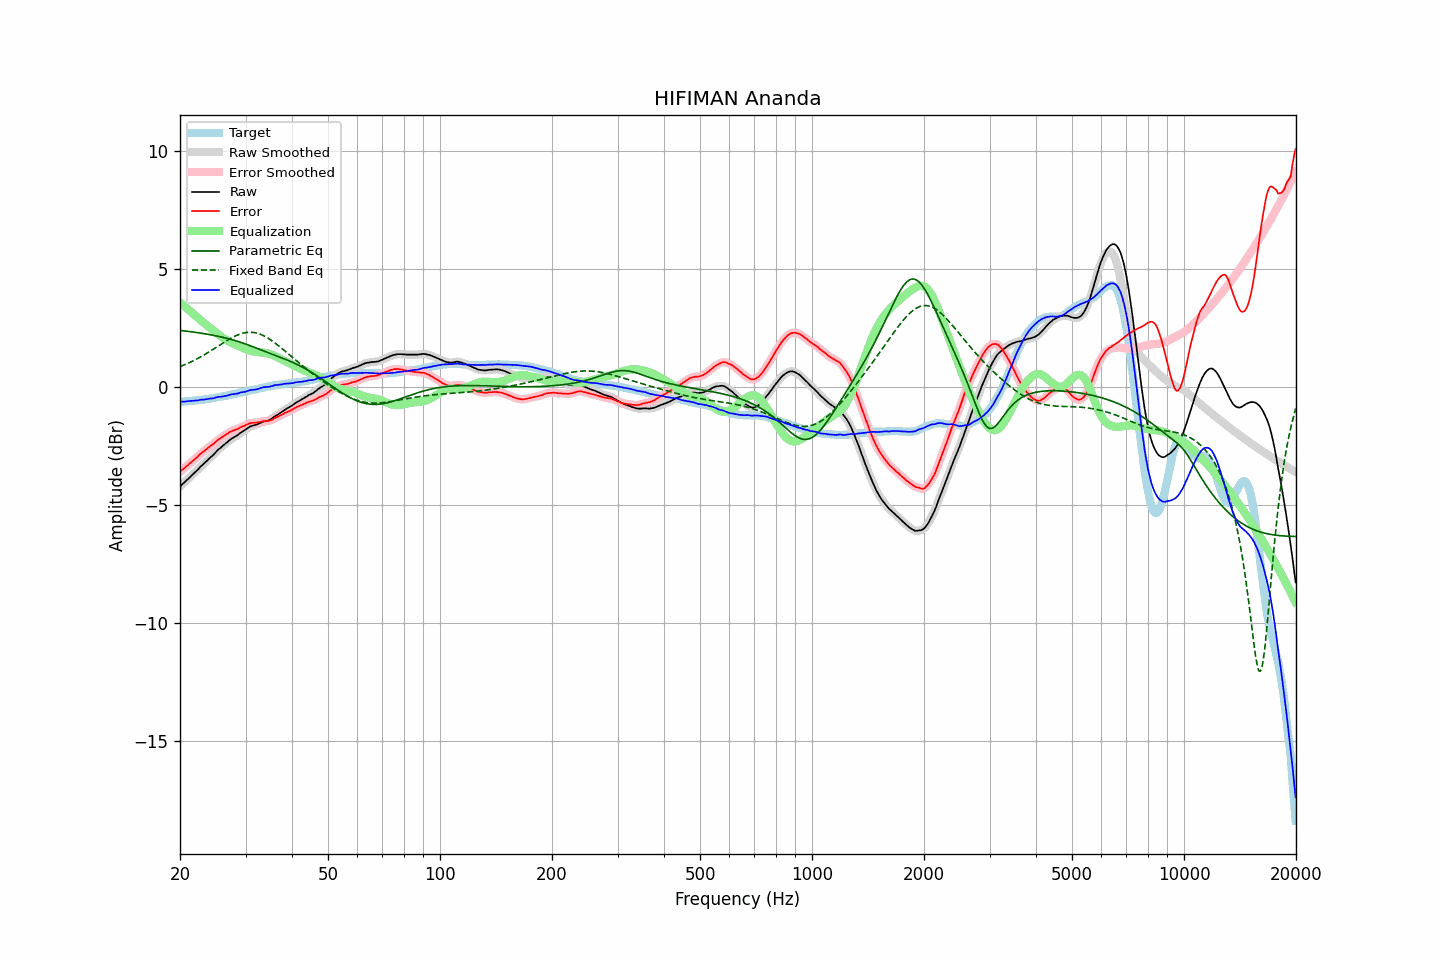 HIFIMAN Ananda
Target
Raw Smoothed
Error Smoothed
Raw
Error
Equalization
Parametric Eq
Fixed Band Eq
Equalized
10
5
0
−5
−10
−15
Amplitude (dBr)
20 50 100 200 500 1000 2000 5000 10000 20000
Frequency (Hz)